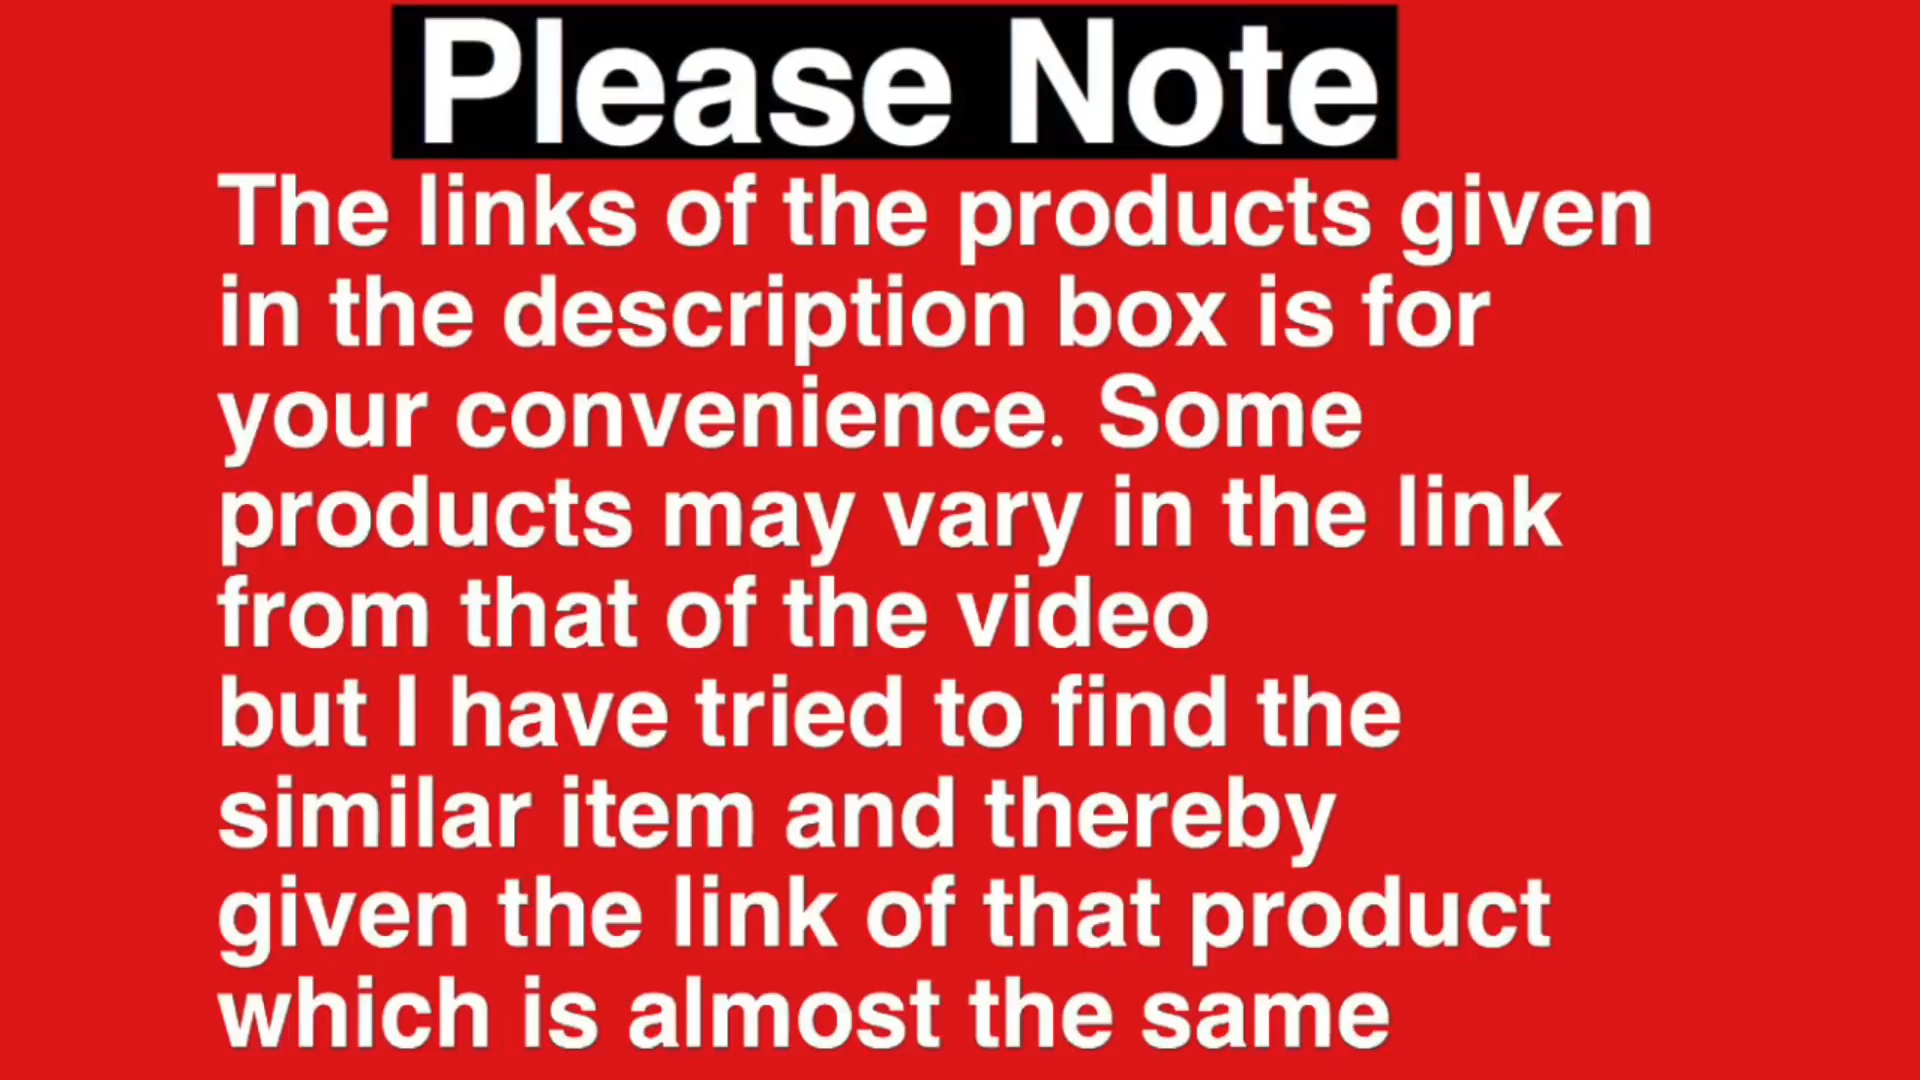 Please Note
The links of the products given
in the description box is for
your convenience. Some
products may vary in the link
from that of the video
but I have tried to find the
similar item and thereby
given the link of that product
which is almost the same